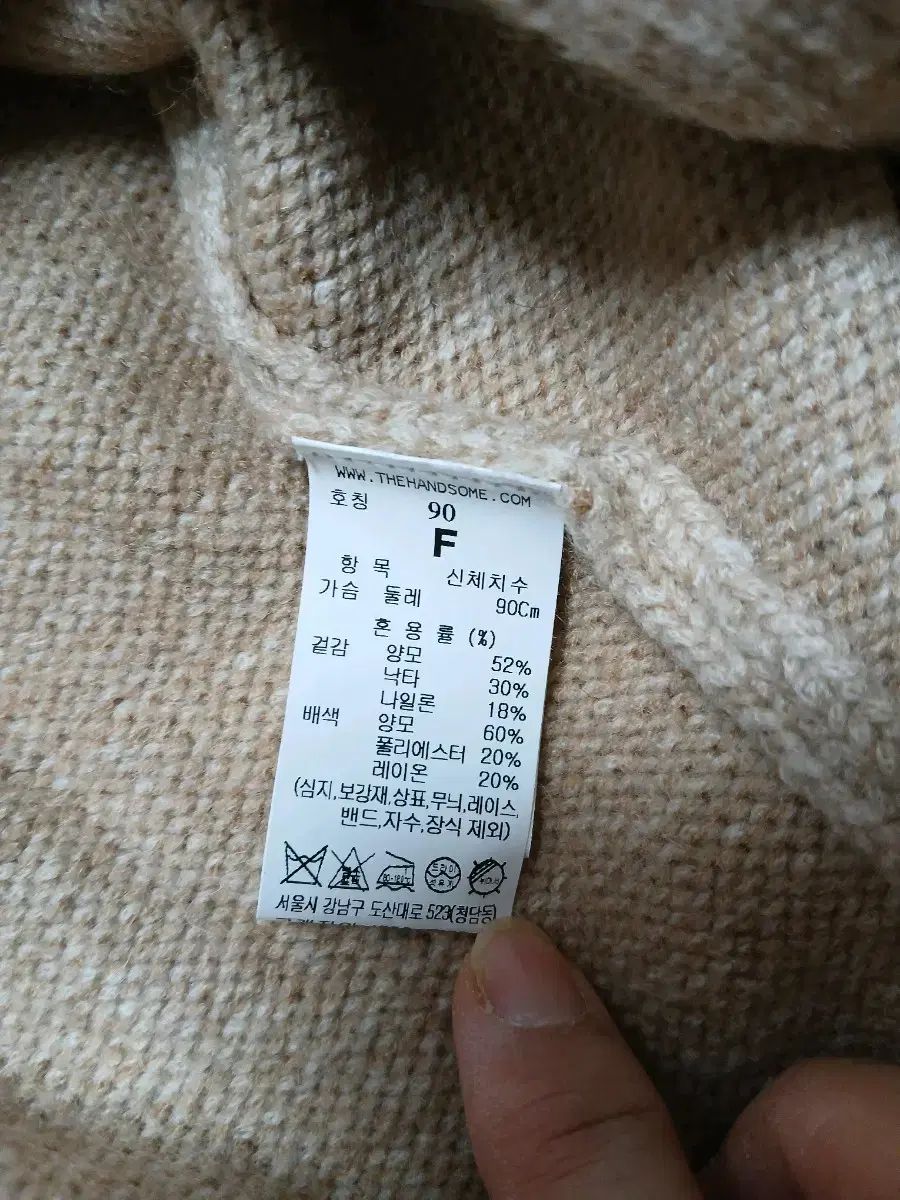 WWW.THEHANDSOME.COM
호칭 90
F
항 목 신체치수
가슴 둘레 90Cm
혼 용 률 (%)
겉감 양모 52%
낙타 30%
나일론 18%
배색 양모 60%
폴리에스터 20%
레이온 20%
(심지,보강재,상표,무늬,레이스,
밴드,자수,장식 제외)
서울시 강남구 도산대로 523(청담동)